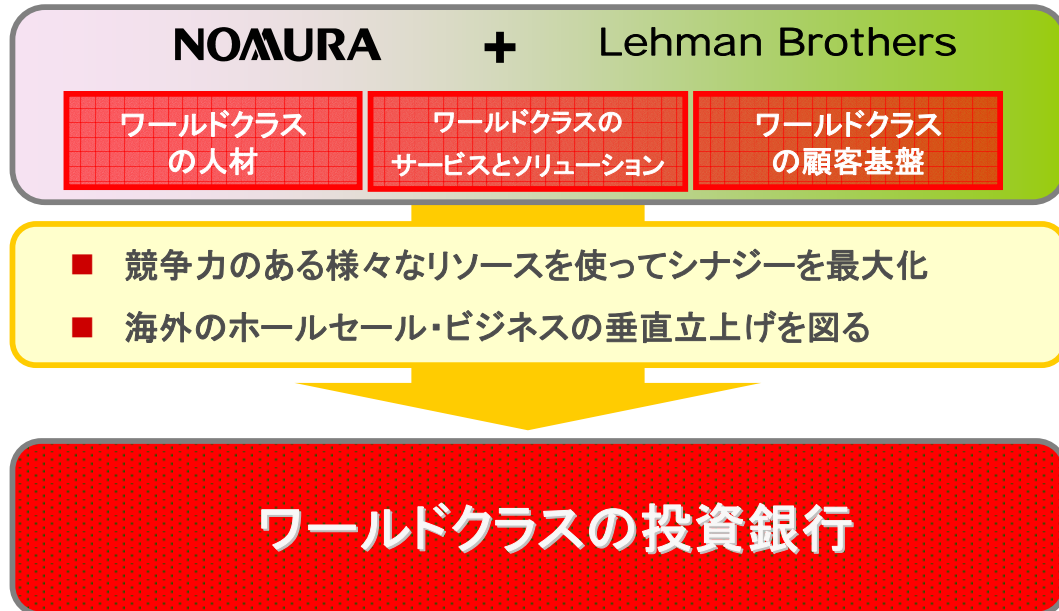 NOMURA + Lehman Brothers
ワールドクラス
の人材
ワールドクラスの
サービスとソリューション
ワールドクラス
の顧客基盤
■ 競争力のある様々なリソースを使ってシナジーを最大化
■ 海外のホールセール・ビジネスの垂直立上げを図る
ワールドクラスの投資銀行